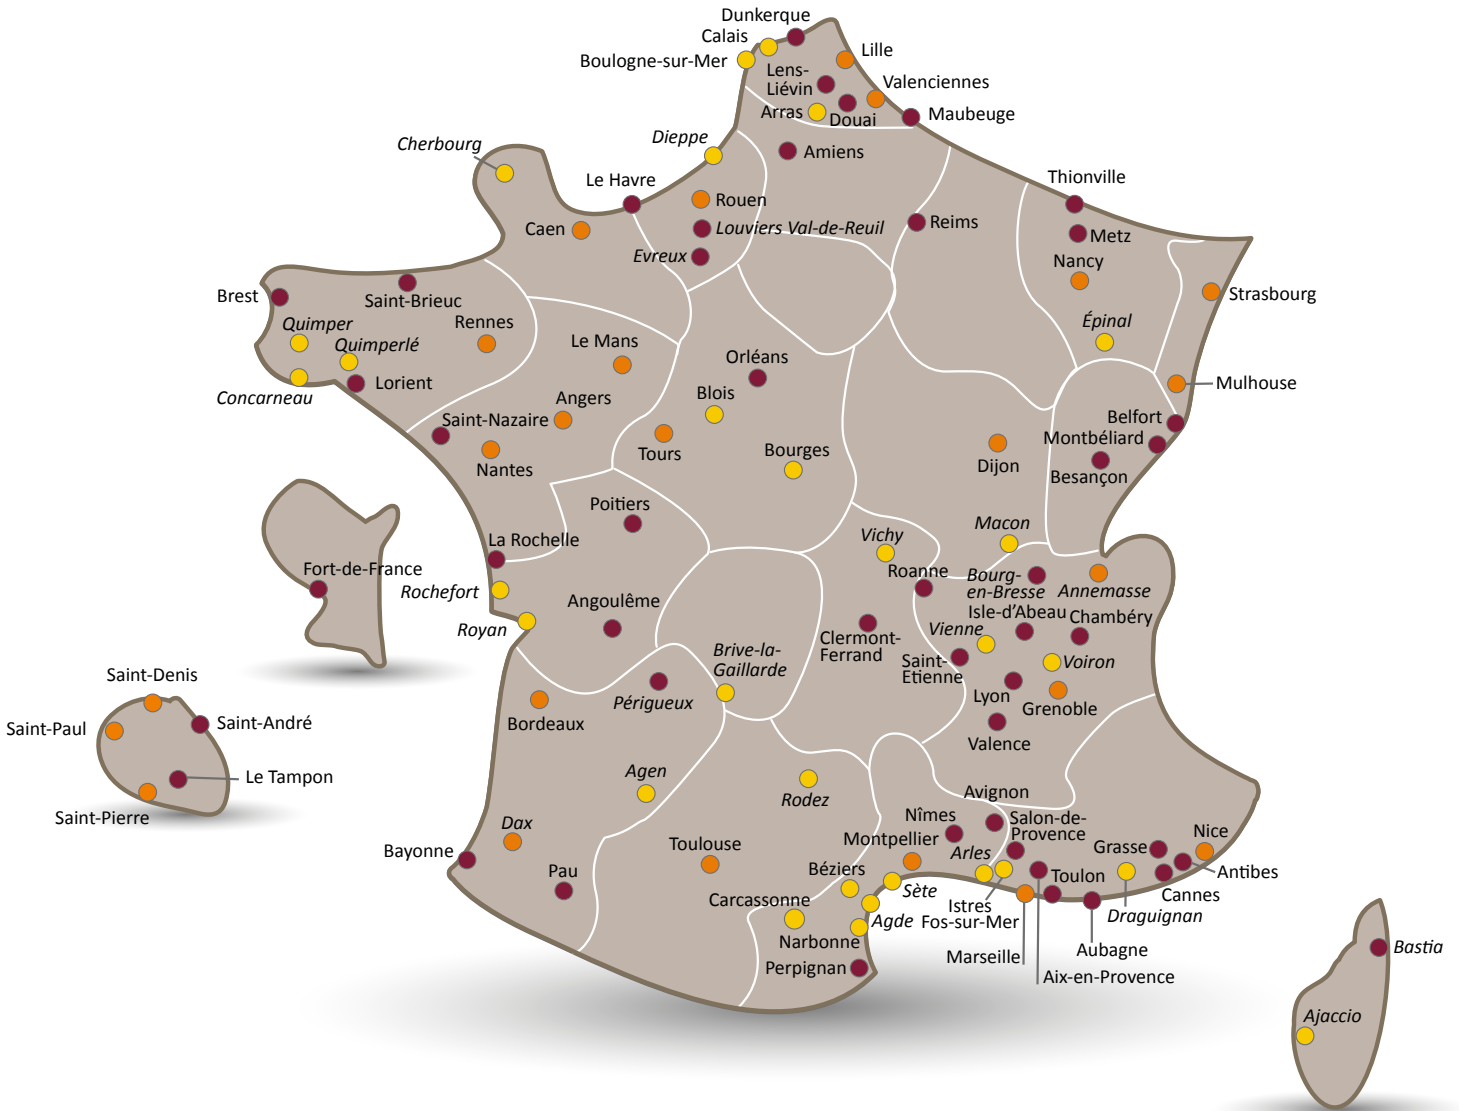 Dunkerque
Calais
Boulogne-sur-Mer
Lille
Lens-
Liévin
Valenciennes
Arras
Douai
Maubeuge
Cherbourg
Dieppe
Amiens
Le Havre
Thionville
Rouen
Caen
Louviers Val-de-Reuil
Reims
Metz
Evreux
Nancy
Brest
Saint-Brieuc
Strasbourg
Quimper
Rennes
Épinal
Quimperlé
Le Mans
Orléans
Lorient
Mulhouse
Concarneau
Angers
Blois
Saint-Nazaire
Belfort
Montbéliard
Nantes
Tours
Bourges
Dijon
Besançon
Poitiers
Macon
La Rochelle
Vichy
Fort-de-France
Roanne
Bourg-
en-Bresse
Annemasse
Rochefort
Angoulême
Isle-d’Abeau
Chambéry
Royan
Vienne
Clermont-
Ferrand
Brive-la-
Gaillarde
Saint-
Etienne
Voiron
Saint-Denis
Périgueux
Lyon
Grenoble
Saint-Paul
Saint-André
Bordeaux
Valence
Le Tampon
Agen
Rodez
Avignon
Saint-Pierre
Dax
Nîmes
Salon-de-
Provence
Montpellier
Nice
Bayonne
Toulouse
Arles
Grasse
Pau
Béziers
Toulon
Antibes
Carcassonne
Sète
Istres
Fos-sur-Mer
Cannes
Draguignan
Agde
Narbonne
Aubagne
Marseille
Bastia
Perpignan
Aix-en-Provence
Ajaccio